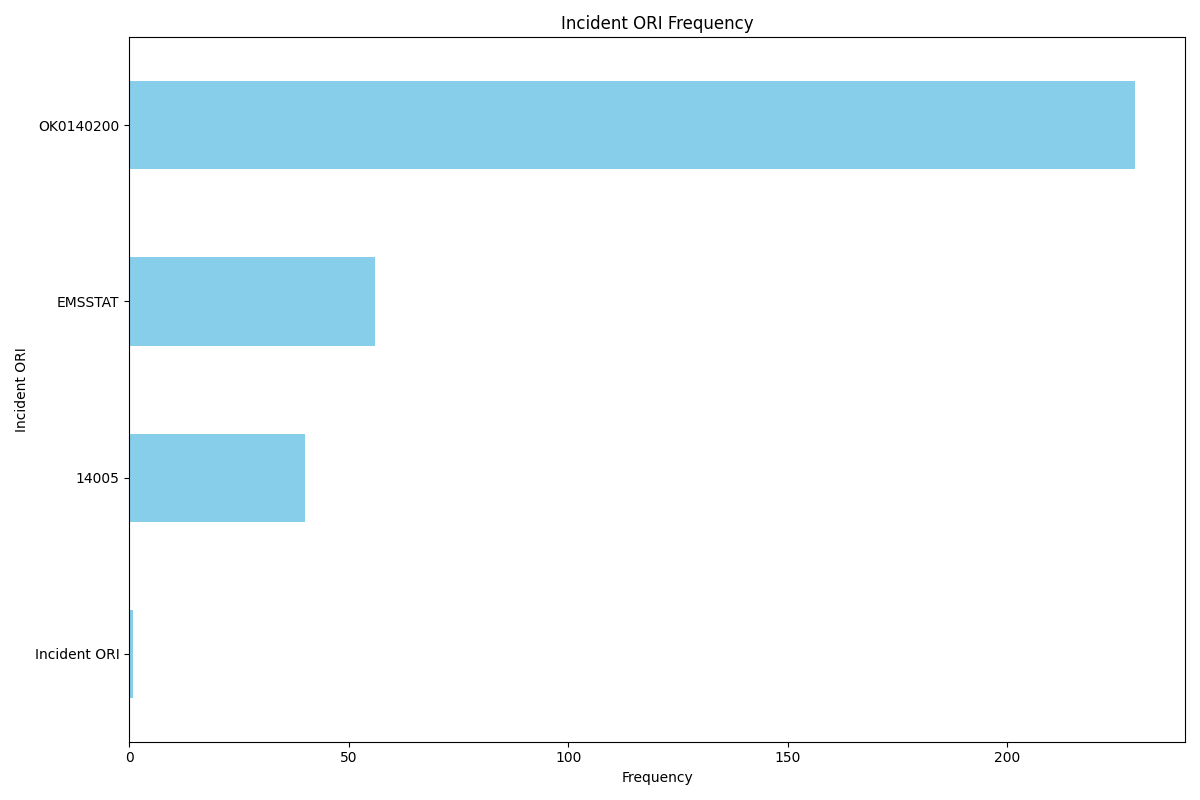 Incident ORI Frequency
OK0140200
EMSSTAT
14005
Incident ORI
Incident ORI
0 50 100 150 200
Frequency